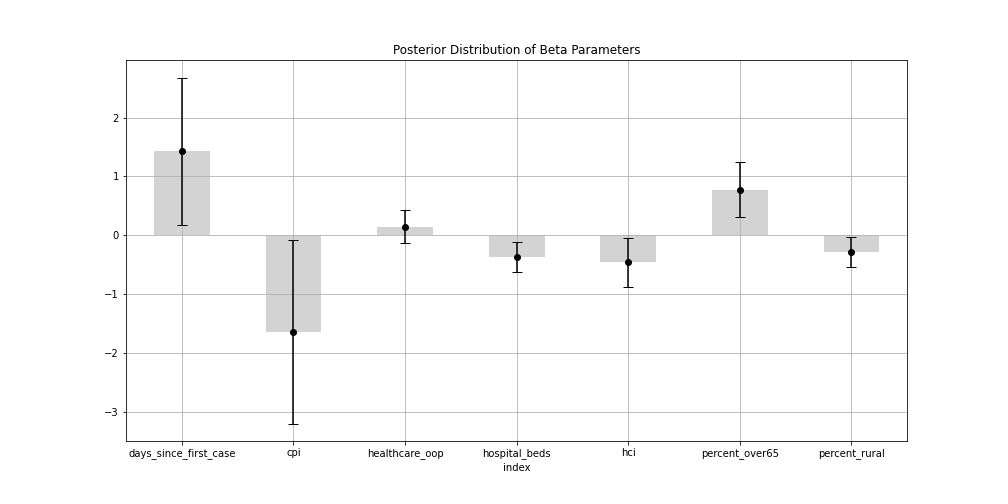 Posterior Distribution of Beta Parameters
2
1
0
−1
−2
−3
days_since_first_case cpi healthcare_oop hospital_beds hci percent_over65 percent_rural
index